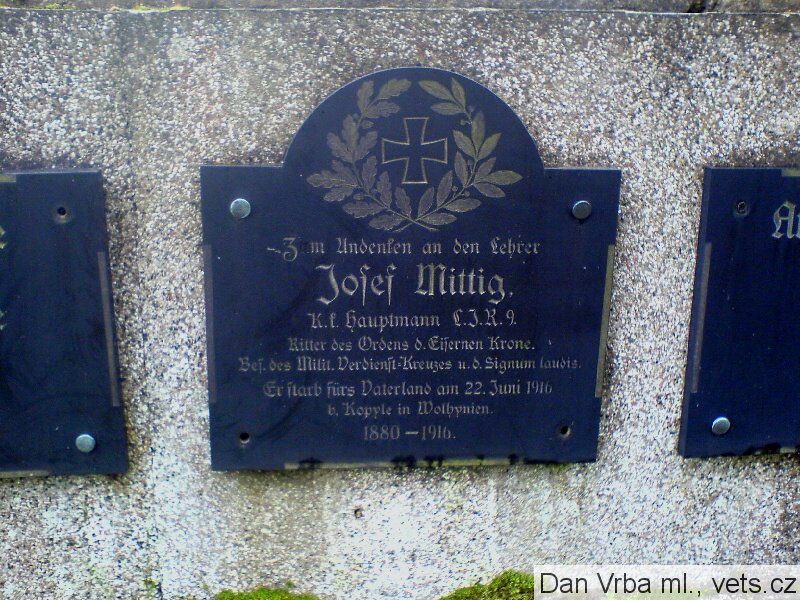 Zum Andenken an den Lehrer
Josef Mittig.
K.k. Hauptmann L.I.R. 9.
Ritter des Ordens d. Eisernen Krone.
Bes. des Milit. Verdienst-Kreuzes u. d. Signum laudis.
Er starb fürs Vaterland am 22. Juni 1916
b. Kopyle in Wolhynien.
1880 – 1916.
Dan Vrba ml., vets.cz